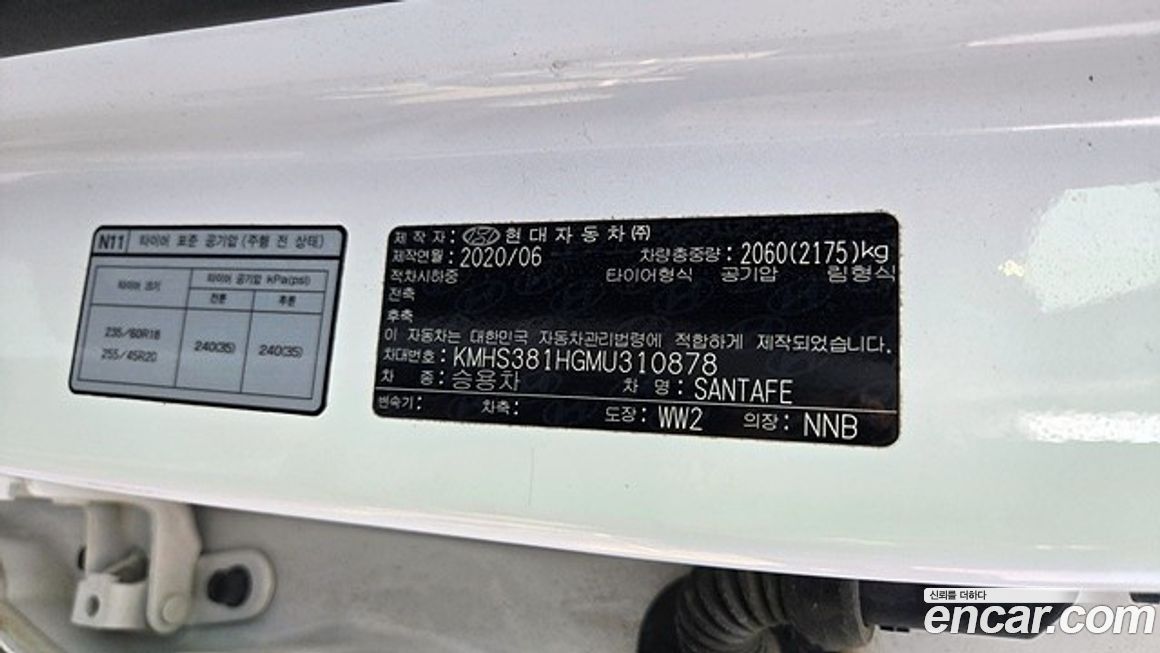 N11 타이어 표준 공기압 (주행 전 상태)
타이어 크기 타이어 공기압 kPa(psi)
전륜 후륜
235/60R18
255/45R20
240(35) 240(35)
제 작 자: 현대자동차㈜
제작연월: 2020/06 차량총중량: 2060(2175)kg
적차시하중 타이어형식 공기압 림형식
전축
후축
이 자동차는 대한민국 자동차관리법령에 적합하게 제작되었습니다.
차대번호: KMHS381HGMU310878
차 종: 승용차 차 명: SANTAFE
변속기: 차축: 도장: WW2 의장: NNB
신뢰를 더하다
encar.com